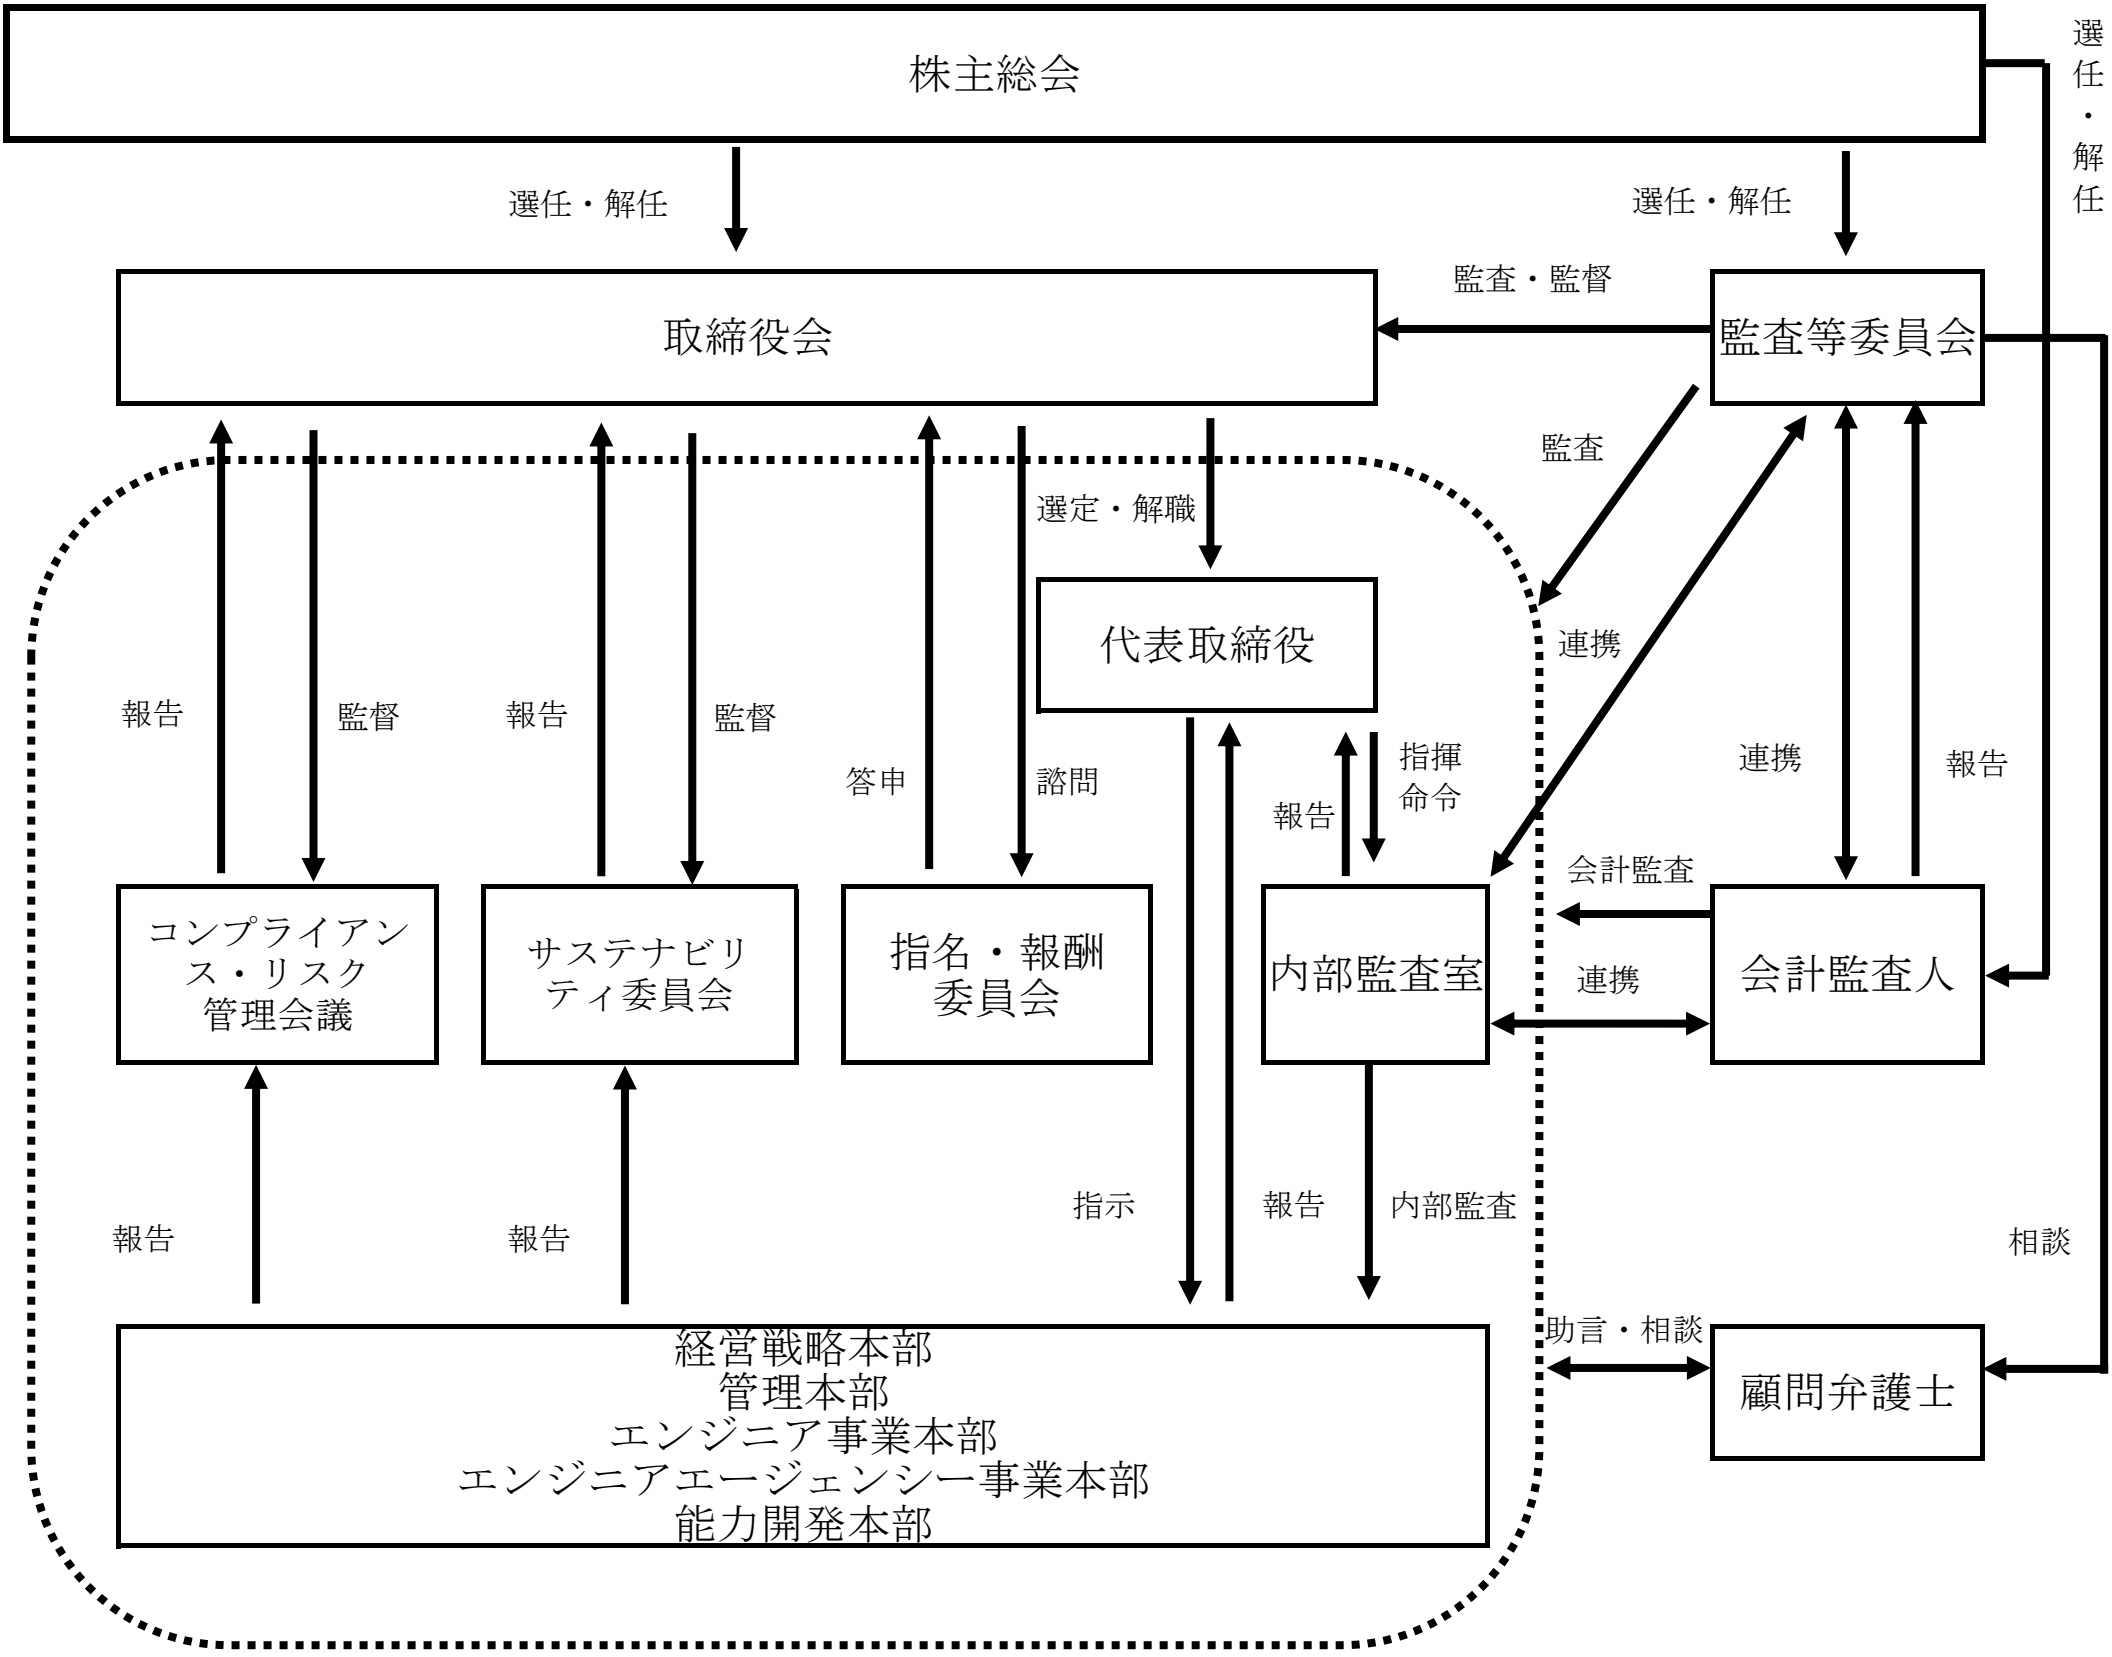 株主総会
選任・解任
選任・解任
選任・解任
監査・監督
取締役会
監査等委員会
監査
選定・解職
代表取締役
連携
報告
監督
報告
監督
答申
諮問
報告
指揮
命令
連携
報告
会計監査
コンプライアン
ス・リスク
管理会議
サステナビリ
ティ委員会
指名・報酬
委員会
内部監査室
連携
会計監査人
報告
報告
指示
報告
内部監査
相談
助言・相談
経営戦略本部
管理本部
エンジニア事業本部
エンジニアエージェンシー事業本部
能力開発本部
顧問弁護士